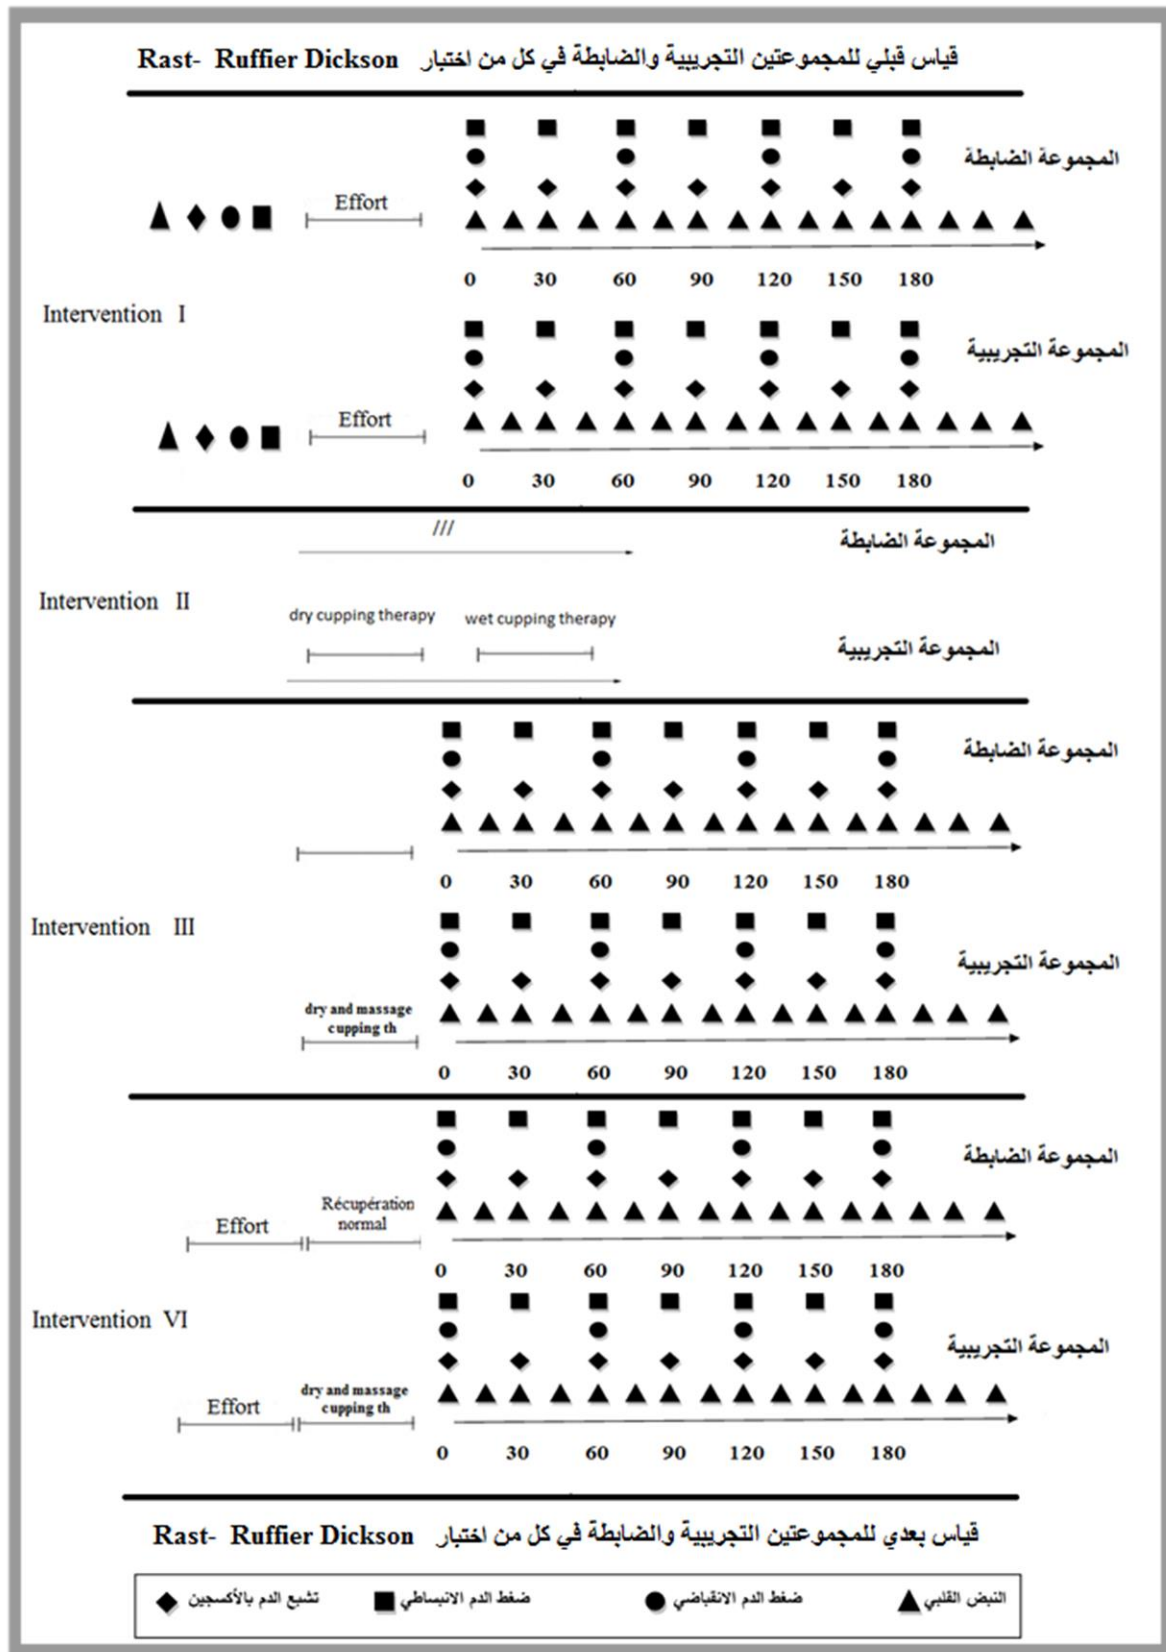 قياس قبلي للمجموعتين التجريبية والضابطة في كل من اختبار Rast- Ruffier Dickson
المجموعة الضابطة
Effort
0 30 60 90 120 150 180
Intervention I
المجموعة التجريبية
Effort
0 30 60 90 120 150 180
///
المجموعة الضابطة
Intervention II
dry cupping therapy wet cupping therapy
المجموعة التجريبية
المجموعة الضابطة
0 30 60 90 120 150 180
Intervention III
المجموعة التجريبية
dry and massage
cupping th
0 30 60 90 120 150 180
المجموعة الضابطة
Effort
Récupération
normal
0 30 60 90 120 150 180
Intervention VI
المجموعة التجريبية
Effort
dry and massage
cupping th
0 30 60 90 120 150 180
قياس بعدي للمجموعتين التجريبية والضابطة في كل من اختبار Rast- Ruffier Dickson
النبض القلبي ضغط الدم الانقباضي ضغط الدم الانبساطي تشبع الدم بالأكسجين